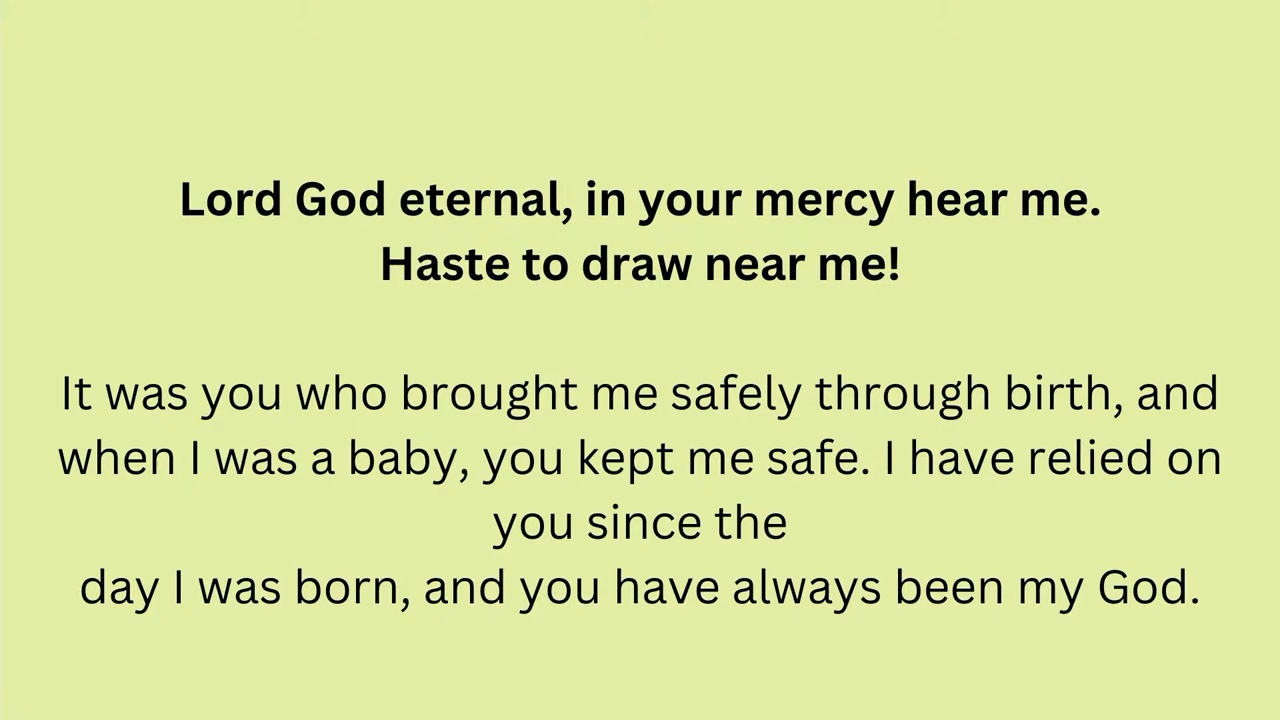 Lord God eternal, in your mercy hear me.
Haste to draw near me!
It was you who brought me safely through birth, and
when I was a baby, you kept me safe. I have relied on
you since the
day I was born, and you have always been my God.